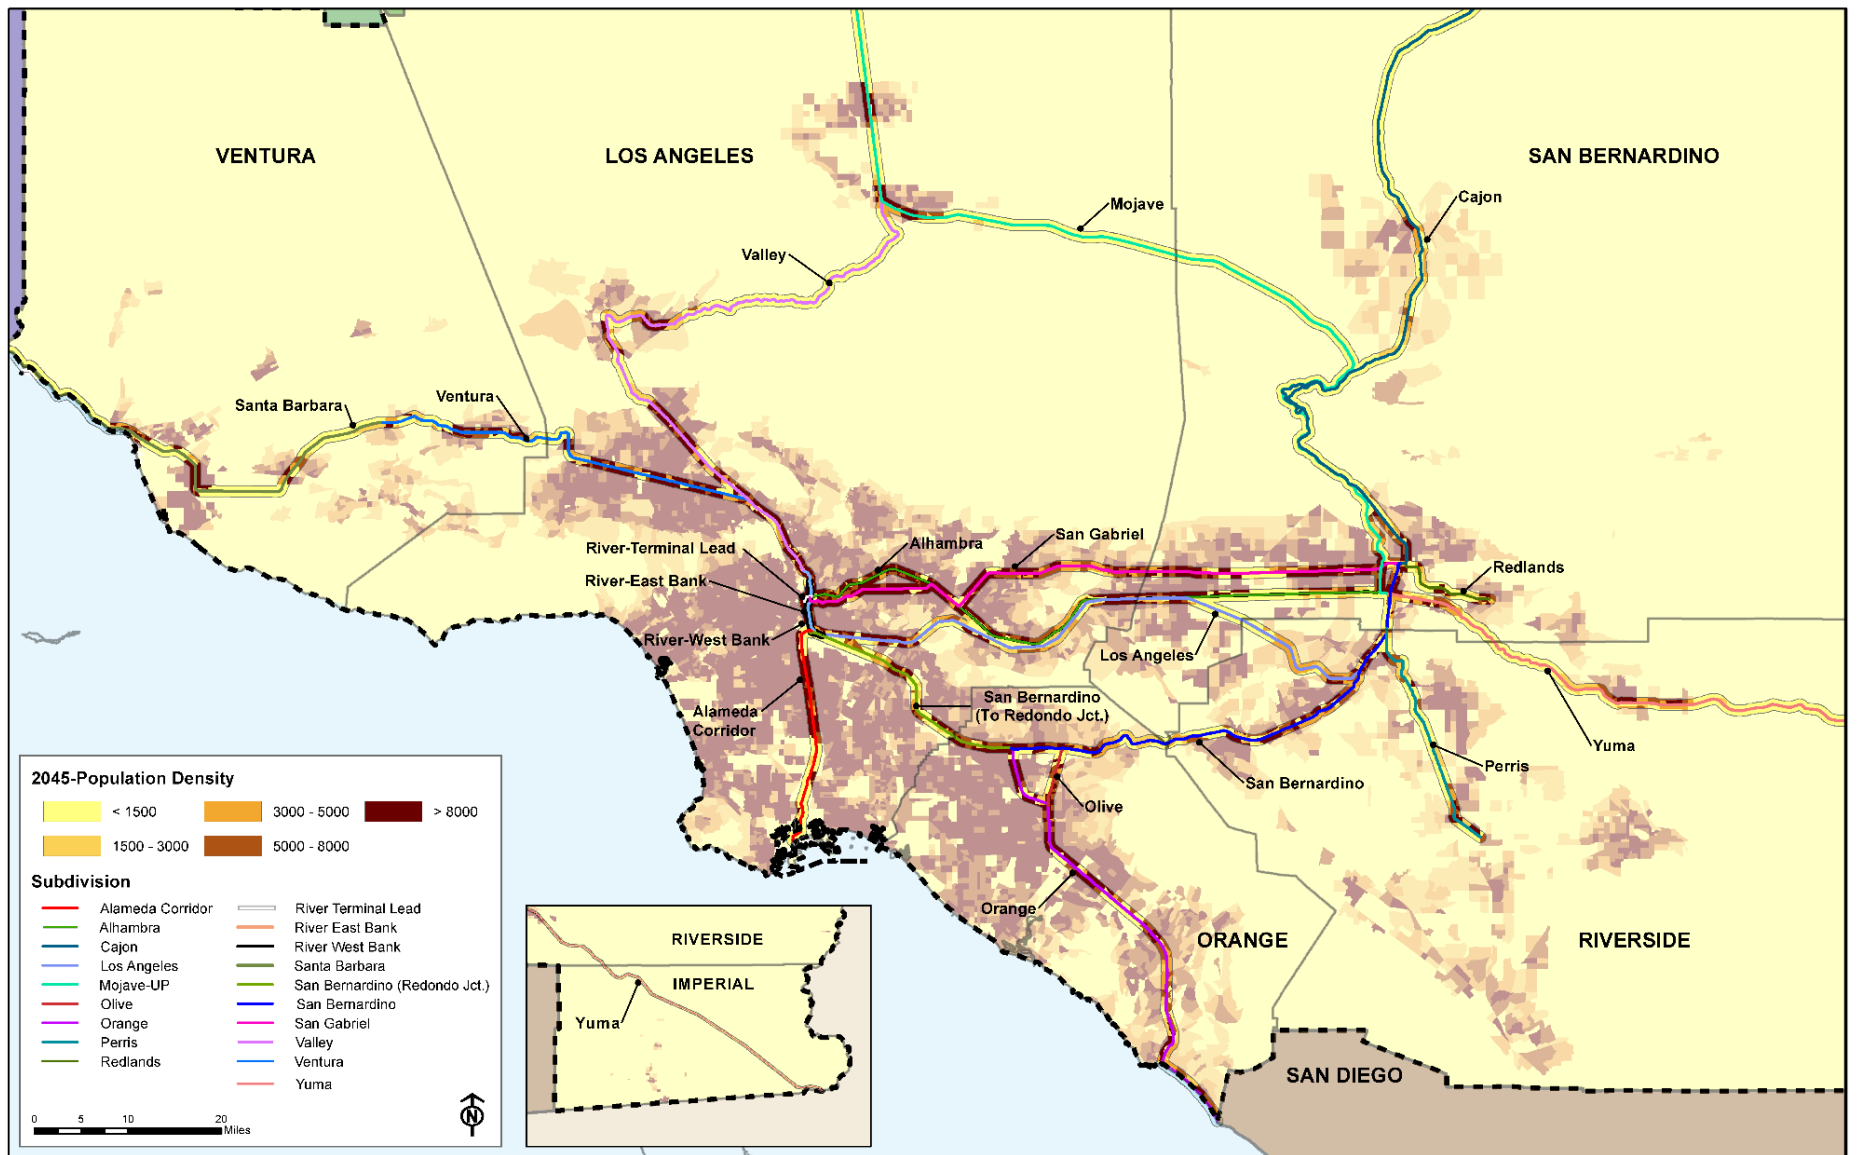 VENTURA
LOS ANGELES
SAN BERNARDINO
Cajon
Mojave
Valley
Ventura
Santa Barbara
River-Terminal Lead
Alhambra
San Gabriel
Redlands
River-East Bank
River-West Bank
Los Angeles
San Bernardino
(To Redondo Jct.)
Alameda
Corridor
Yuma
Perris
San Bernardino
Olive
Orange
ORANGE
RIVERSIDE
SAN DIEGO
2045-Population Density
< 1500
3000 - 5000
> 8000
1500 - 3000
5000 - 8000
Subdivision
Alameda Corridor
Alhambra
Cajon
Los Angeles
Mojave-UP
Olive
Orange
Perris
Redlands
River Terminal Lead
River East Bank
River West Bank
Santa Barbara
San Bernardino (Redondo Jct.)
San Bernardino
San Gabriel
Valley
Ventura
Yuma
N
0 5 10 20
Miles
RIVERSIDE
IMPERIAL
Yuma